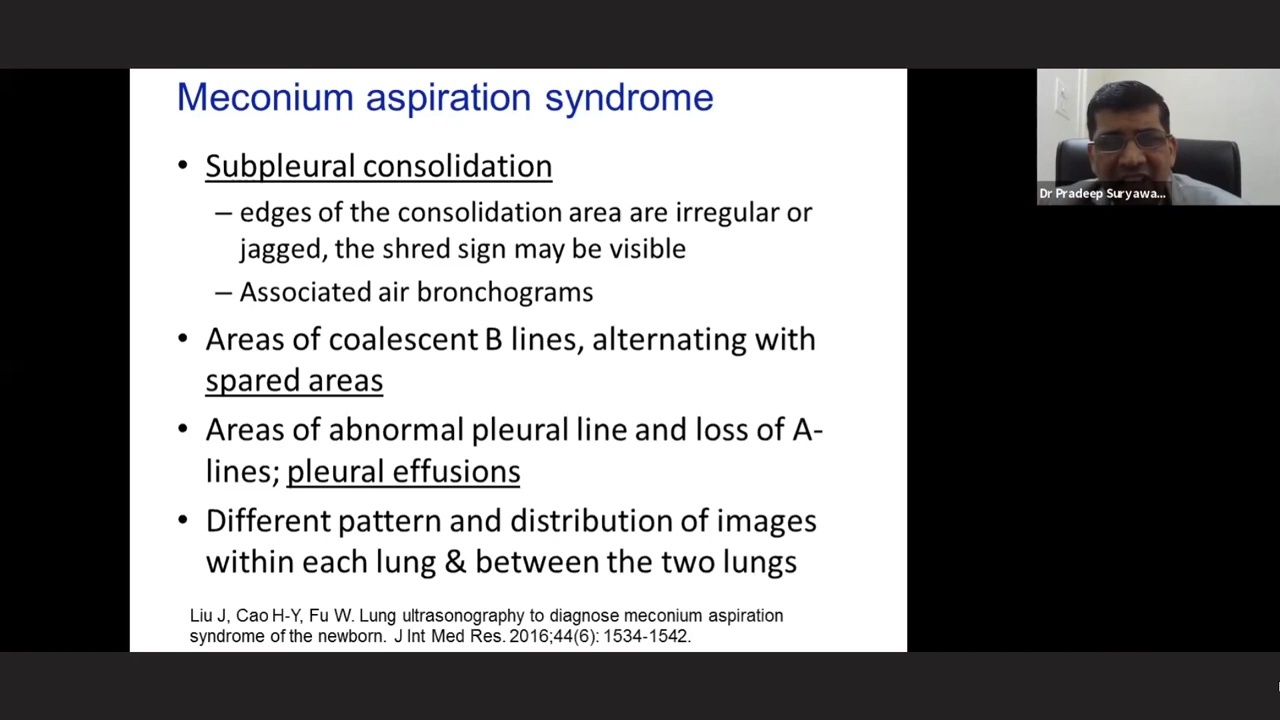 Meconium aspiration syndrome
• Subpleural consolidation
– edges of the consolidation area are irregular or
jagged, the shred sign may be visible
– Associated air bronchograms
• Areas of coalescent B lines, alternating with
spared areas
• Areas of abnormal pleural line and loss of A-
lines; pleural effusions
• Different pattern and distribution of images
within each lung & between the two lungs
Liu J, Cao H-Y, Fu W. Lung ultrasonography to diagnose meconium aspiration
syndrome of the newborn. J Int Med Res. 2016;44(6): 1534-1542.
Dr Pradeep Suryawa...